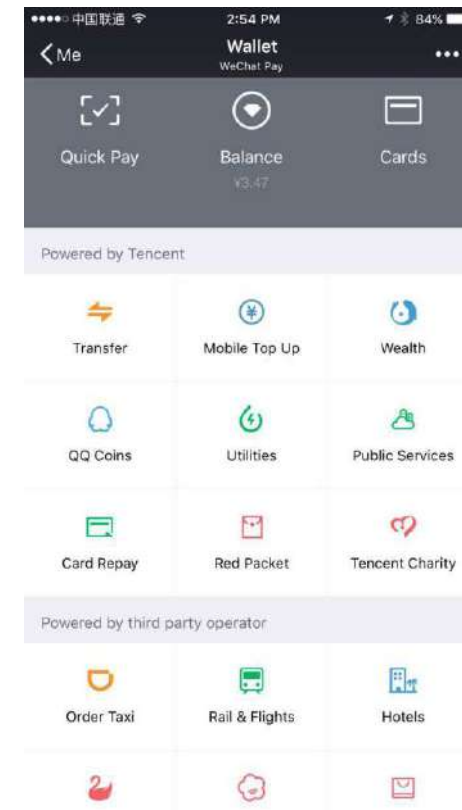 中国联通 2:54 PM 84%
Me Wallet
WeChat Pay
Quick Pay Balance Cards
¥3.47
Powered by Tencent
Transfer Mobile Top Up Wealth
QQ Coins Utilities Public Services
Card Repay Red Packet Tencent Charity
Powered by third party operator
Order Taxi Rail & Flights Hotels